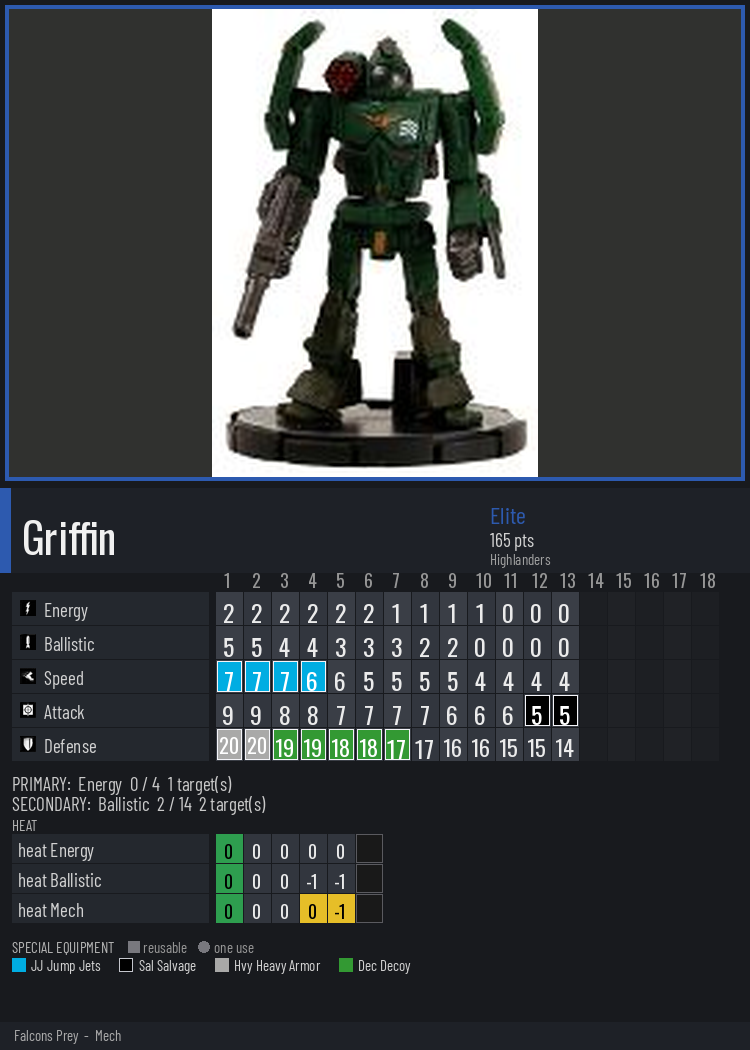 Griffin
Elite
165 pts
Highlanders
1 2 3 4 5 6 7 8 9 10 11 12 13 14 15 16 17 18
Energy 2 2 2 2 2 2 1 1 1 1 0 0 0
Ballistic 5 5 4 4 3 3 3 2 2 0 0 0 0
Speed 7 7 7 6 6 5 5 5 5 4 4 4 4
Attack 9 9 8 8 7 7 7 7 6 6 6 5 5
Defense 20 20 19 19 18 18 17 17 16 16 15 15 14
PRIMARY: Energy 0 / 4 1 target(s)
SECONDARY: Ballistic 2 / 14 2 target(s)
HEAT
heat Energy 0 0 0 0 0
heat Ballistic 0 0 0 -1 -1
heat Mech 0 0 0 0 -1
SPECIAL EQUIPMENT reusable one use
JJ Jump Jets Sal Salvage Hvy Heavy Armor Dec Decoy
Falcons Prey - Mech